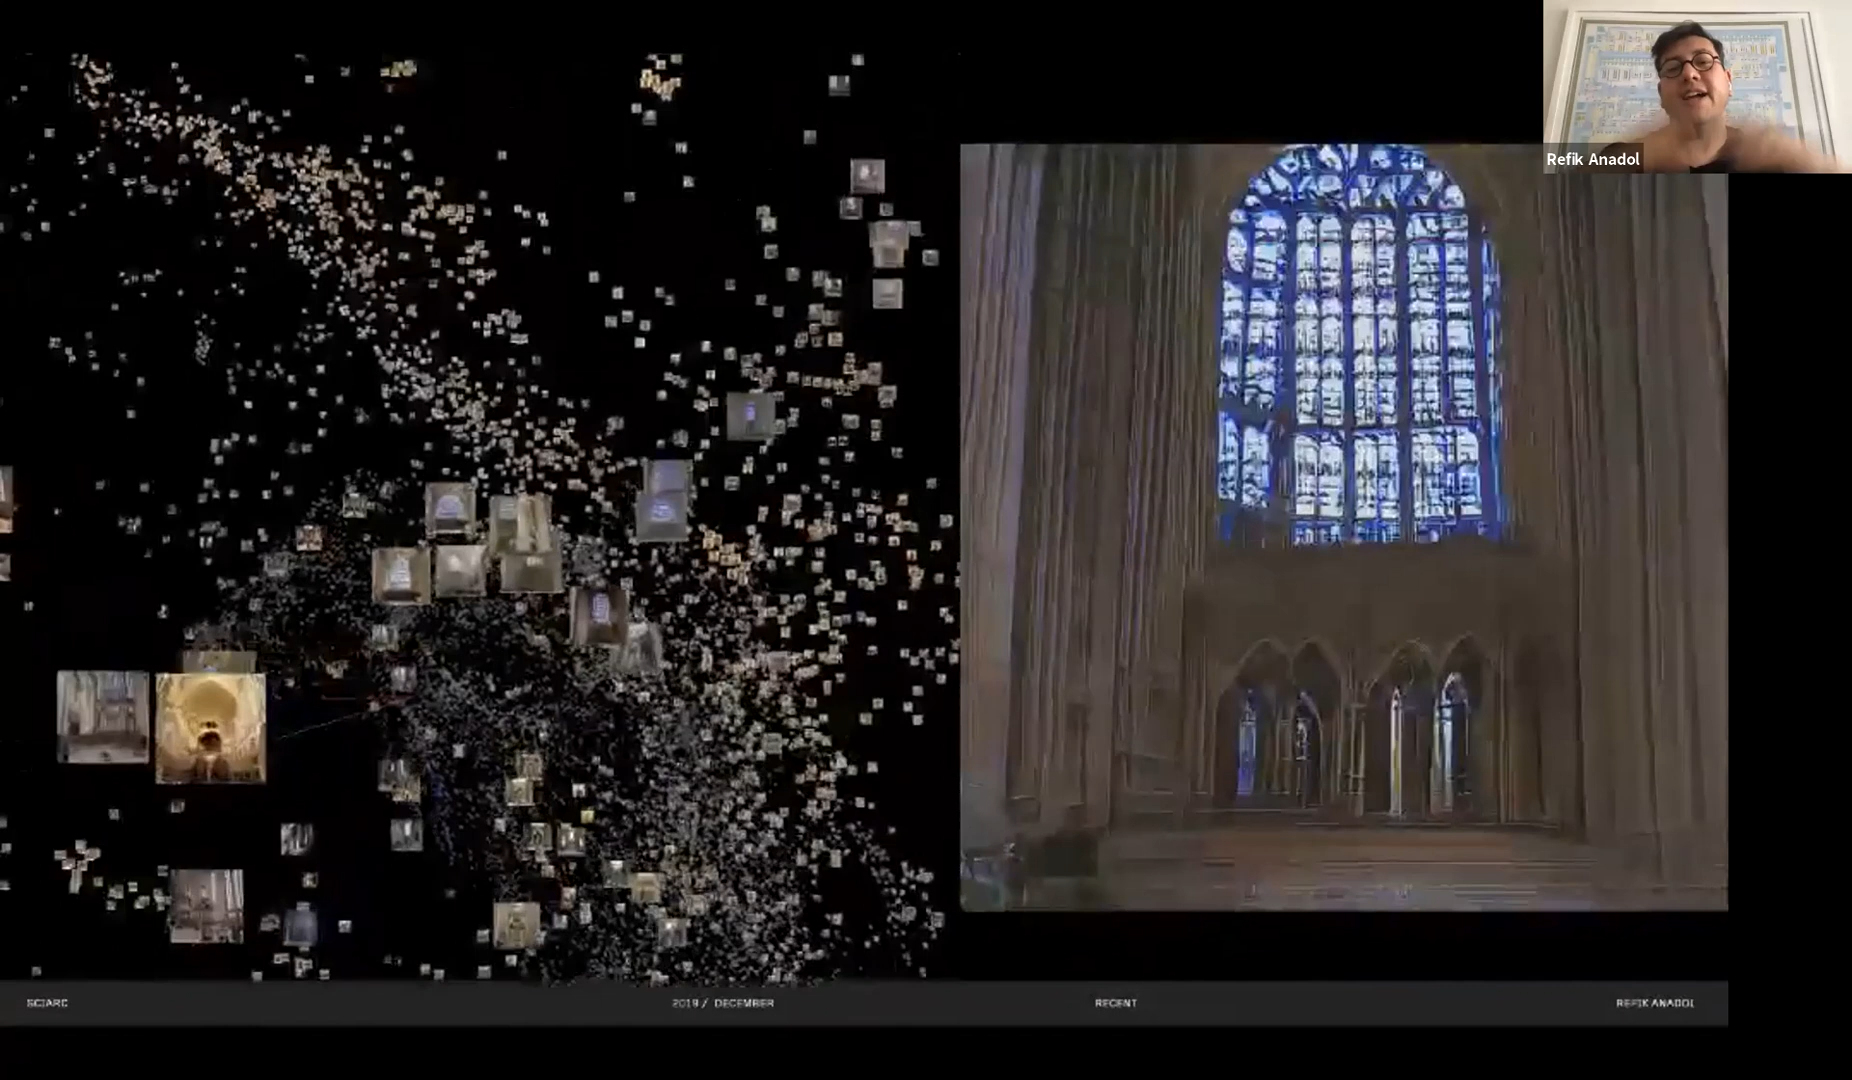 Refik Anadol
SCIARC
2019 / DECEMBER
RECENT
REFIK ANADOL